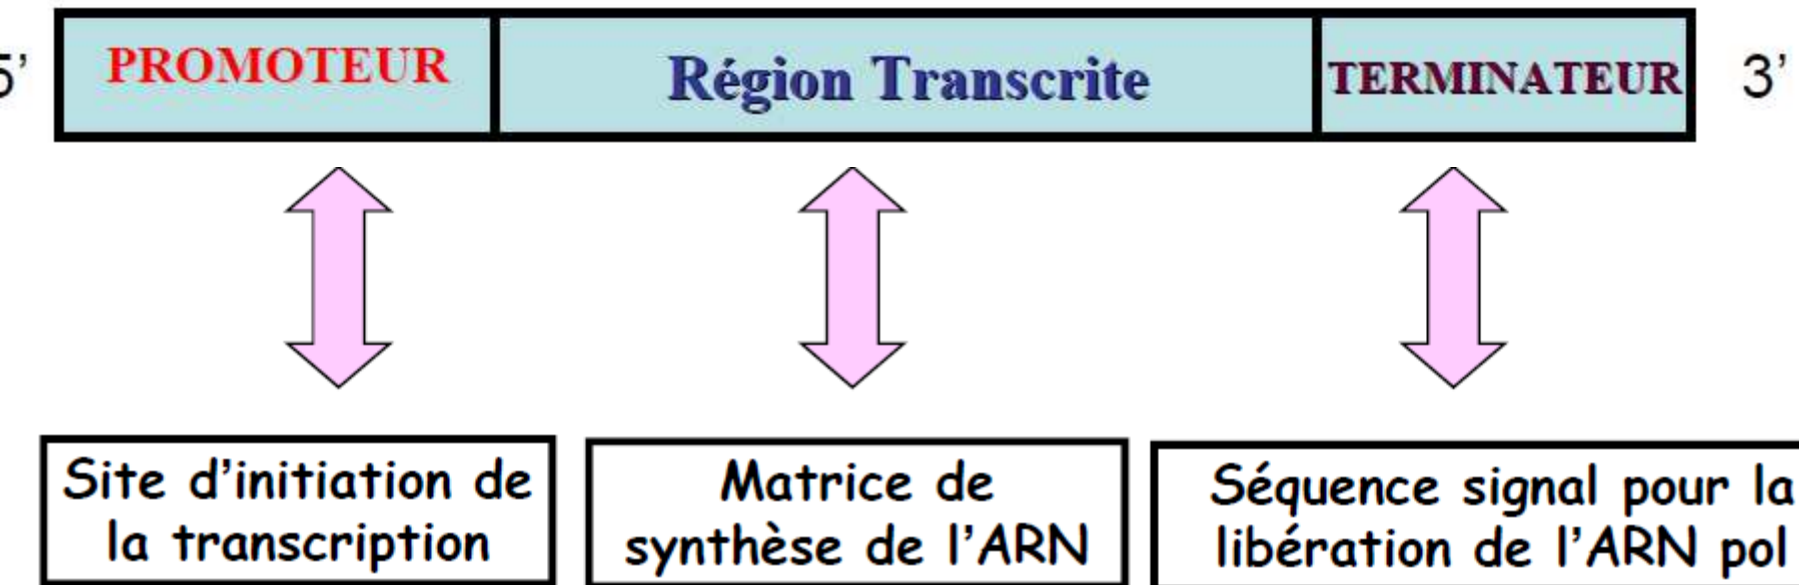 5’ PROMOTEUR Région Transcrite TERMINATEUR 3’
Site d’initiation de
la transcription
Matrice de
synthèse de l’ARN
Séquence signal pour la
libération de l’ARN pol